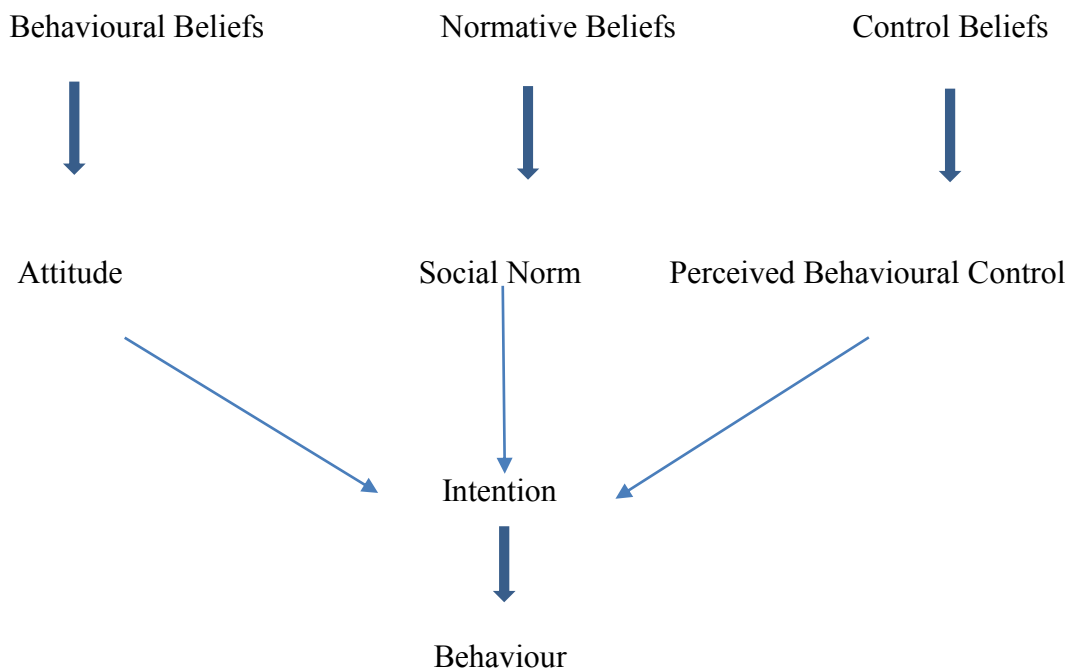 Behavioural Beliefs
Normative Beliefs
Control Beliefs
Attitude
Social Norm
Perceived Behavioural Control
Intention
Behaviour